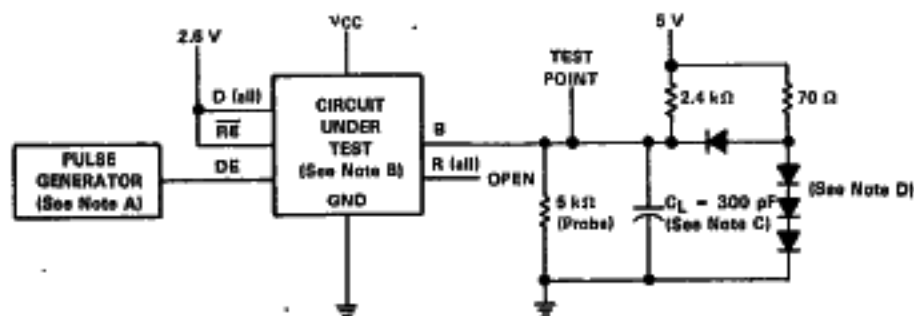 2.6 V
VCC
5 V
TEST
POINT
2.4 kΩ
70 Ω
D (all)
RE
DE
CIRCUIT
UNDER
TEST
(See Note B)
GND
B
R (all)
OPEN
PULSE
GENERATOR
(See Note A)
5 kΩ
(Probe)
CL = 300 pF
(See Note C)
(See Note D)